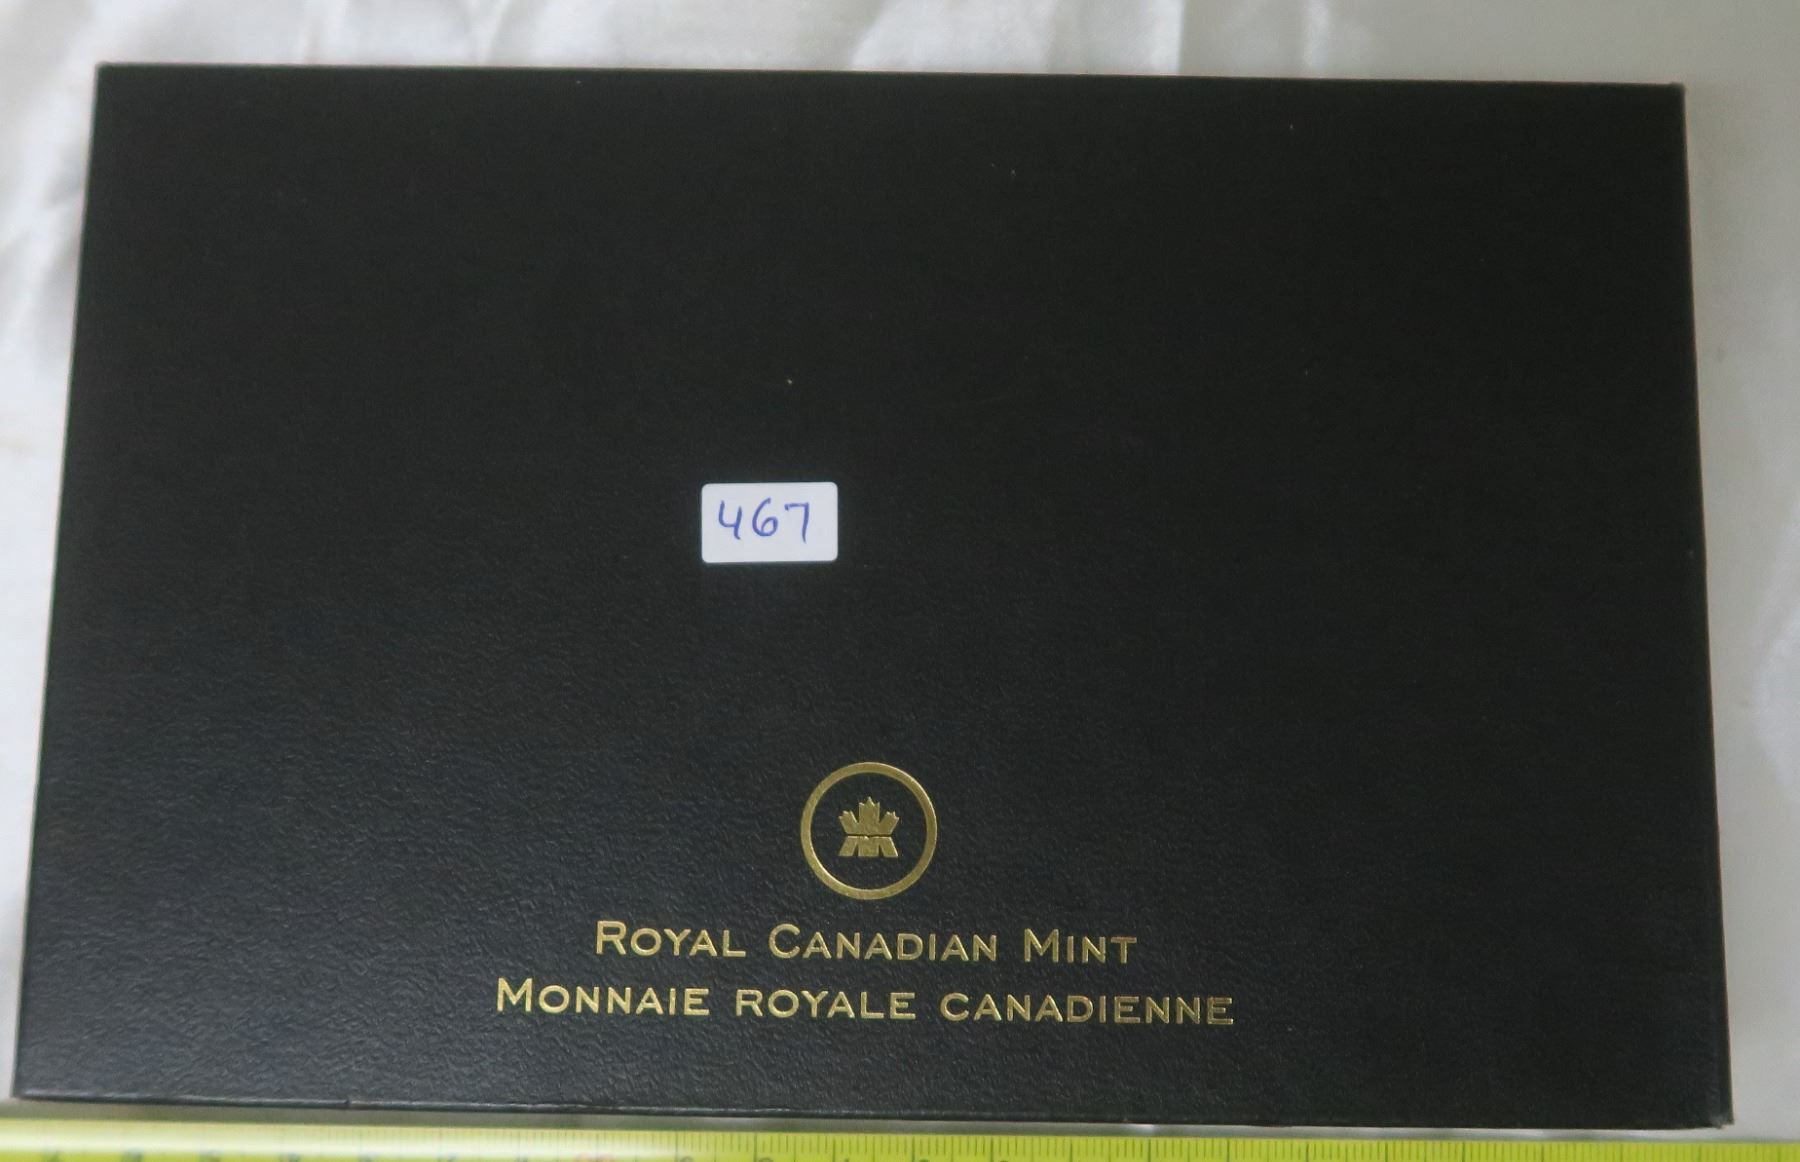 467
ROYAL CANADIAN MINT
MONNAIE ROYALE CANADIENNE